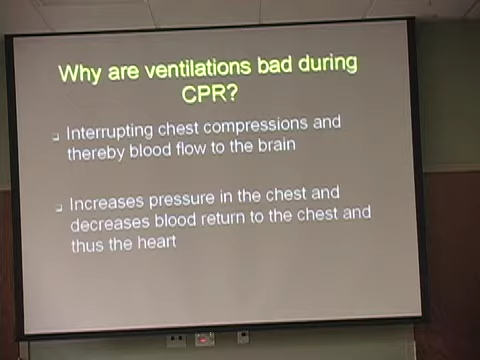 Why are ventilations bad during
CPR?
Interrupting chest compressions and
thereby blood flow to the brain
Increases pressure in the chest and
decreases blood return to the chest and
thus the heart